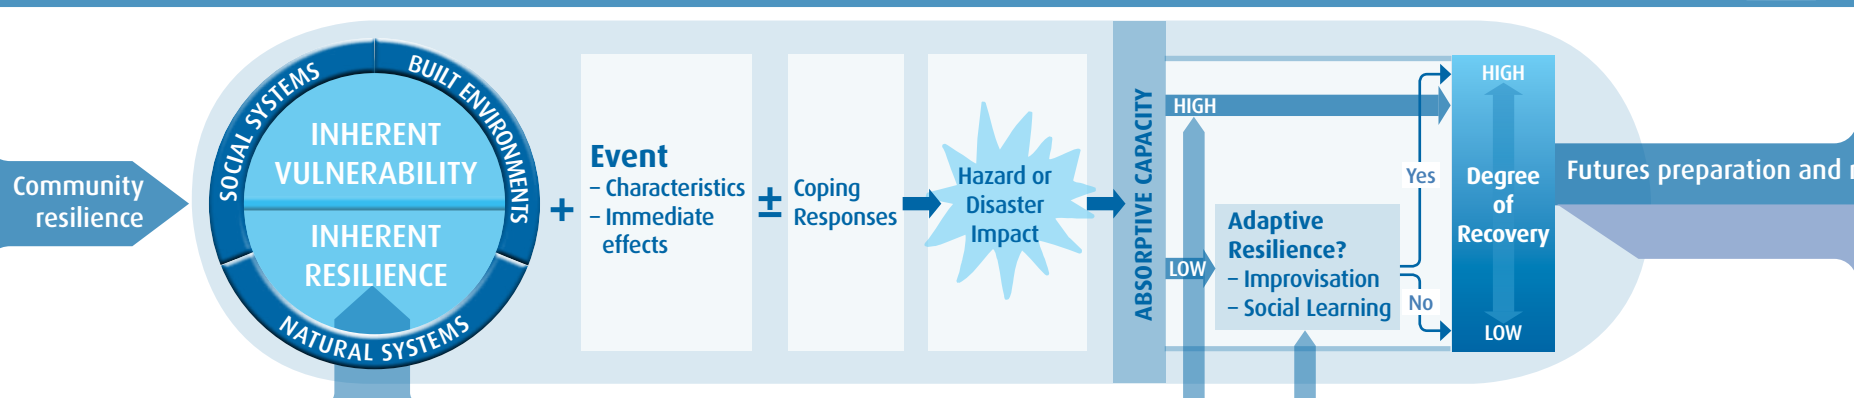 Community
resilience
SOCIAL SYSTEMS
BUILT ENVIRONMENTS
NATURAL SYSTEMS
INHERENT
VULNERABILITY
INHERENT
RESILIENCE
+
Event
– Characteristics
– Immediate
effects
±
Coping
Responses
Hazard or
Disaster
Impact
ABSORPTIVE CAPACITY
HIGH
LOW
Adaptive
Resilience?
– Improvisation
– Social Learning
Yes
No
HIGH
Degree
of
Recovery
LOW
Futures preparation and